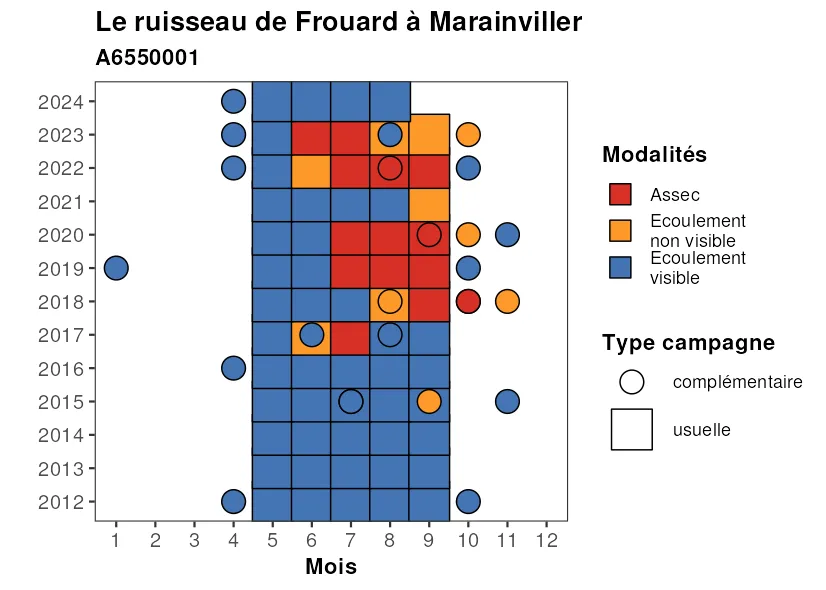 Le ruisseau de Frouard à Marainviller
A6550001
2024
2023
2022
2021
2020
2019
2018
2017
2016
2015
2014
2013
2012
1 2 3 4 5 6 7 8 9 10 11 12
Mois
Modalités
Assec
Ecoulement
non visible
Ecoulement
visible
Type campagne
complémentaire
usuelle